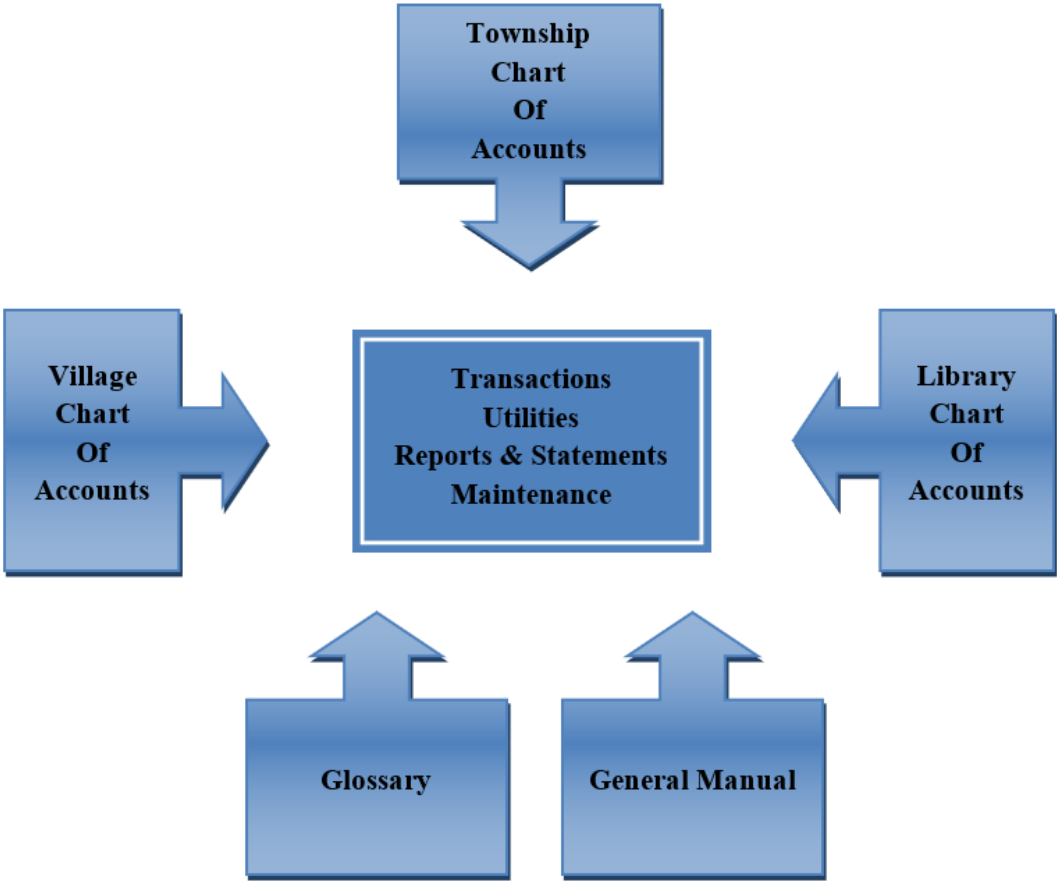 Township
Chart
Of
Accounts
Village
Chart
Of
Accounts
Transactions
Utilities
Reports & Statements
Maintenance
Library
Chart
Of
Accounts
Glossary
General Manual